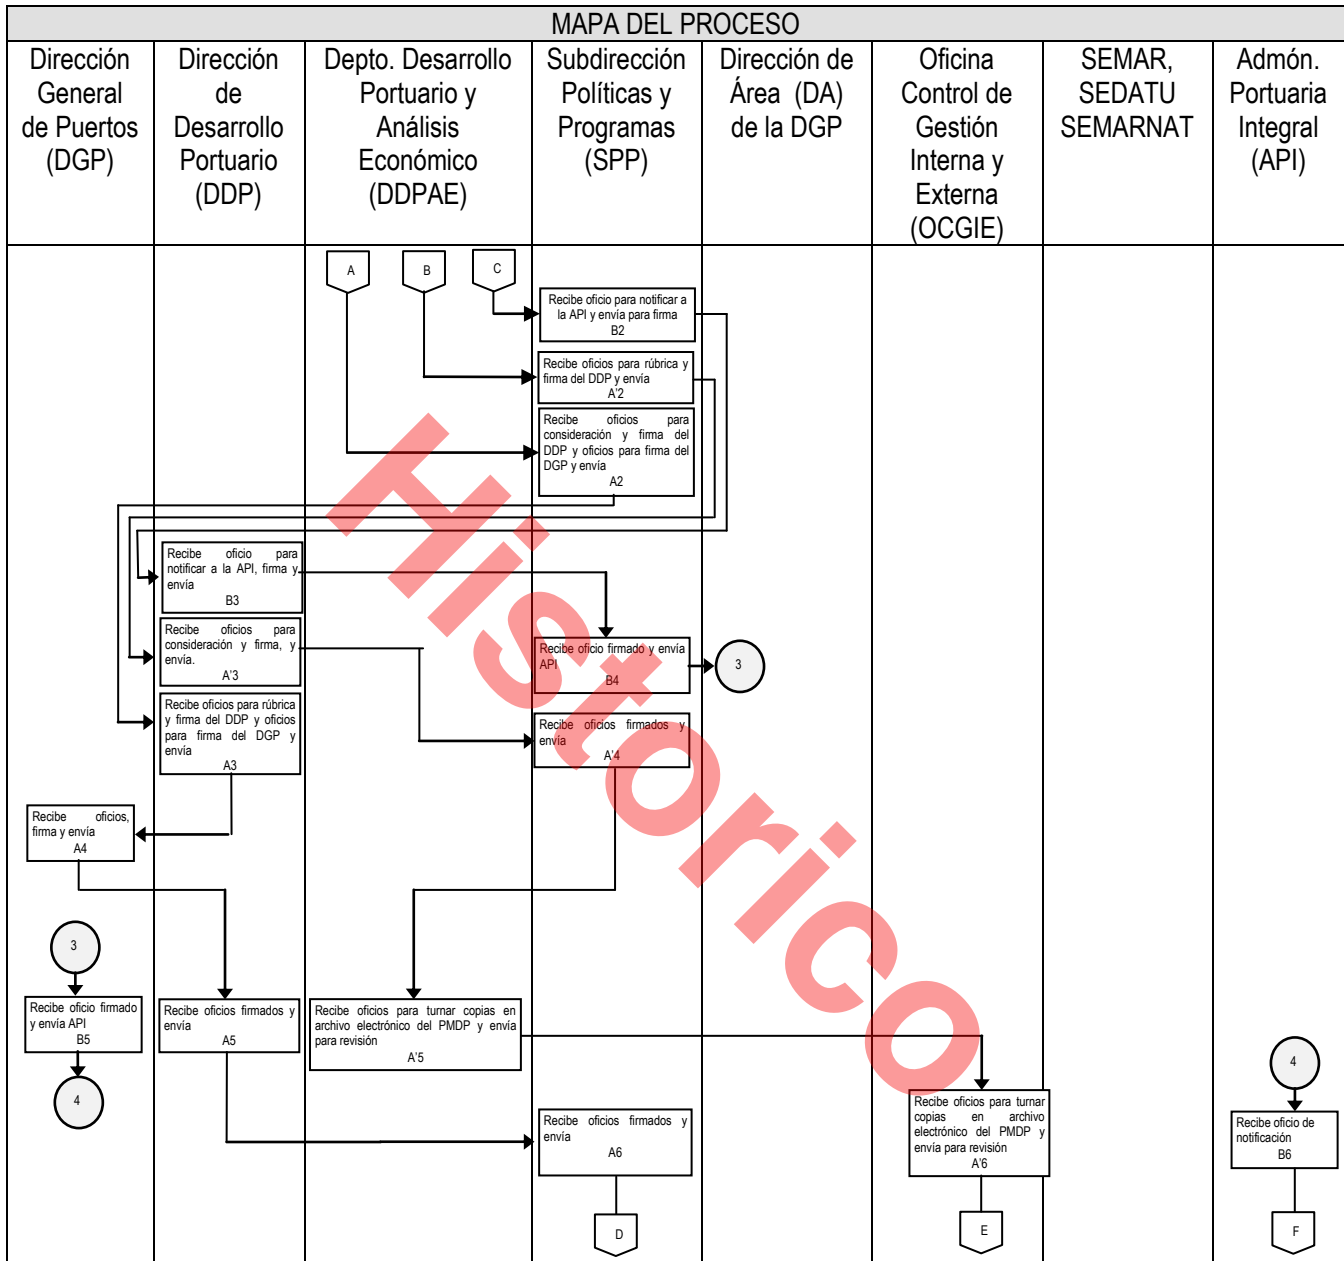 MAPA DEL PROCESO
Dirección
General
de Puertos
(DGP)
Dirección
de
Desarrollo
Portuario
(DDP)
Depto. Desarrollo
Portuario y
Análisis
Económico
(DDPAE)
Subdirección
Políticas y
Programas
(SPP)
Dirección de
Área (DA)
de la DGP
Oficina
Control de
Gestión
Interna y
Externa
(OCGIE)
SEMAR,
SEDATU
SEMARNAT
Admón.
Portuaria
Integral
(API)
A
B
C
Recibe oficio para notificar a
la API y envía para firma
B2
Recibe oficios para rúbrica y
firma del DDP y envía
A'2
Recibe oficios para
consideración y firma del
DDP y oficios para firma del
DGP y envía
A2
Recibe oficio para
notificar a la API, firma y
envía
B3
Recibe oficios para
consideración y firma, y
envía.
A'3
Recibe oficio firmado y envía
API
B4
3
Recibe oficios para rúbrica
y firma del DDP y oficios
para firma del DGP y
envía
A3
Recibe oficios firmados y
envía
A'4
Recibe oficios,
firma y envía
A4
3
Recibe oficio firmado
y envía API
B5
4
Recibe oficios firmados y
envía
A5
Recibe oficios para turnar copias en
archivo electrónico del PMDP y envía
para revisión
A'5
Recibe oficios firmados y
envía
A6
Recibe oficios para turnar
copias en archivo
electrónico del PMDP y
envía para revisión
A'6
4
Recibe oficio de
notificación
B6
D
E
F
Historico